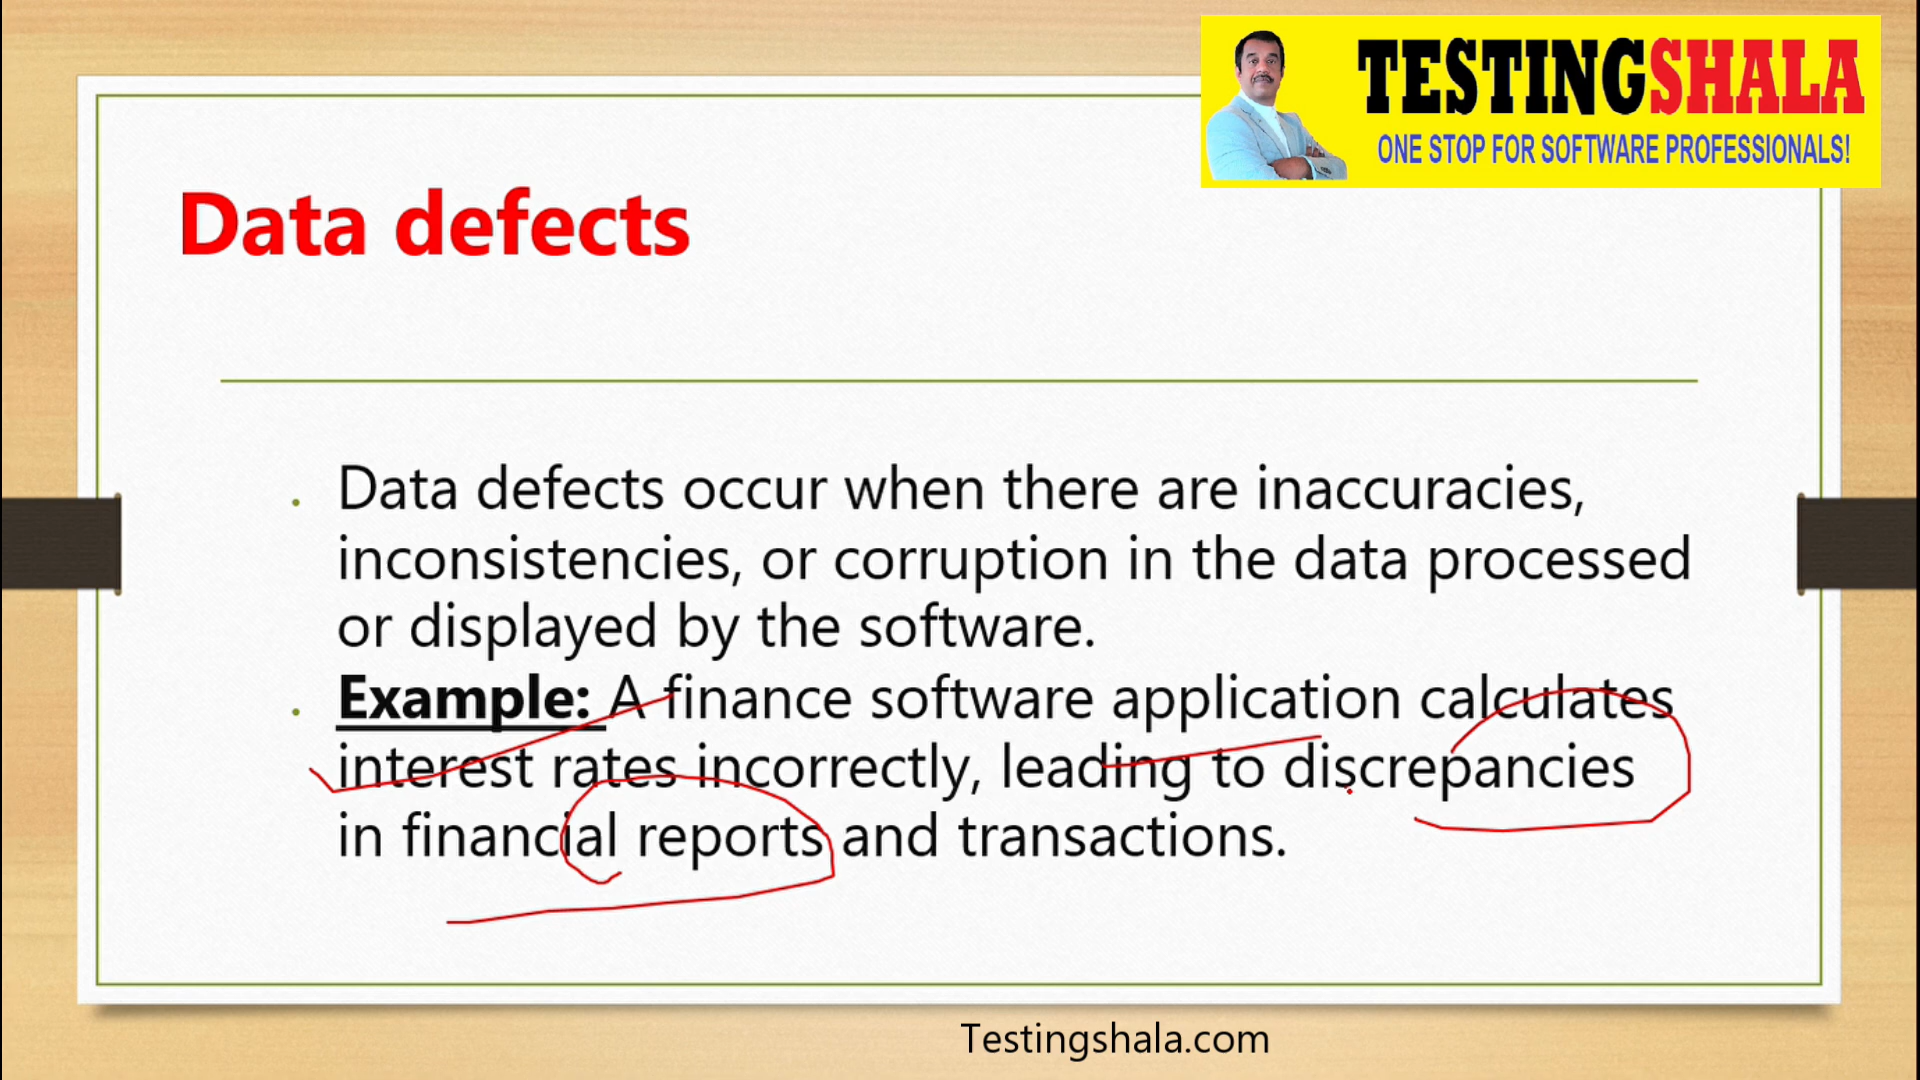 TESTINGSHALA
ONE STOP FOR SOFTWARE PROFESSIONALS!
Data defects
Data defects occur when there are inaccuracies,
inconsistencies, or corruption in the data processed
or displayed by the software.
Example: A finance software application calculates
interest rates incorrectly, leading to discrepancies
in financial reports and transactions.
Testingshala.com